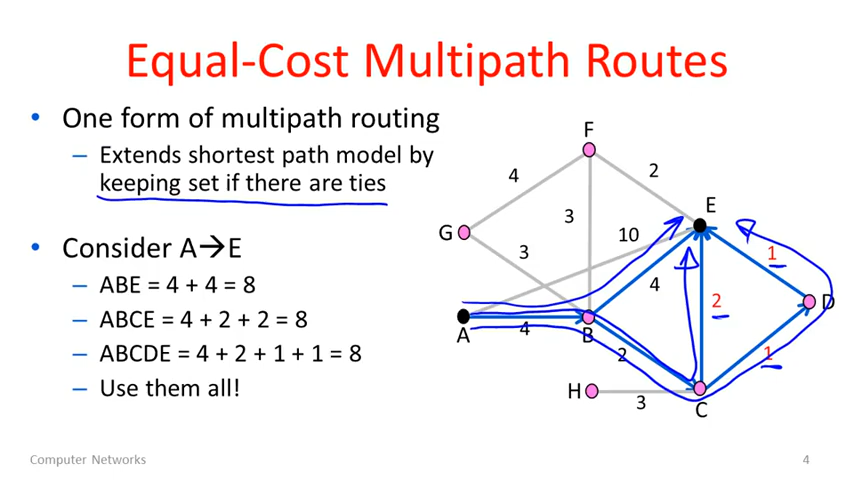 Equal-Cost Multipath Routes
• One form of multipath routing
– Extends shortest path model by
keeping set if there are ties
• Consider A→E
– ABE = 4 + 4 = 8
– ABCE = 4 + 2 + 2 = 8
– ABCDE = 4 + 2 + 1 + 1 = 8
– Use them all!
F
4
2
E
3
G
10
3
1
4
2
D
A
4
B
2
1
H
3
C
Computer Networks
4